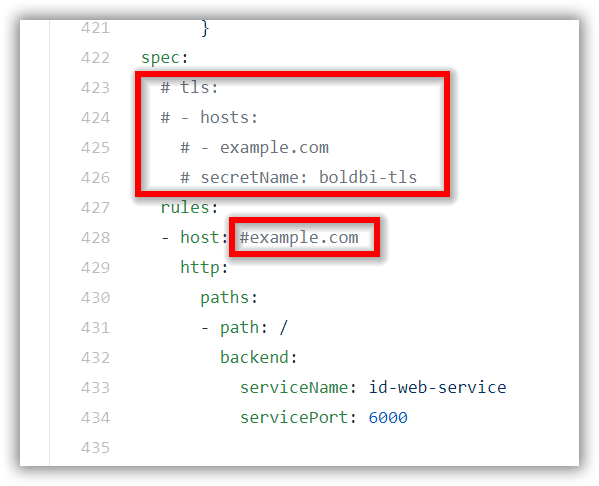 421 }
422 spec:
423 # tls:
424 # - hosts:
425 # - example.com
426 # secretName: boldbi-tls
427 rules:
428 - host: #example.com
429 http:
430 paths:
431 - path: /
432 backend:
433 serviceName: id-web-service
434 servicePort: 6000
435